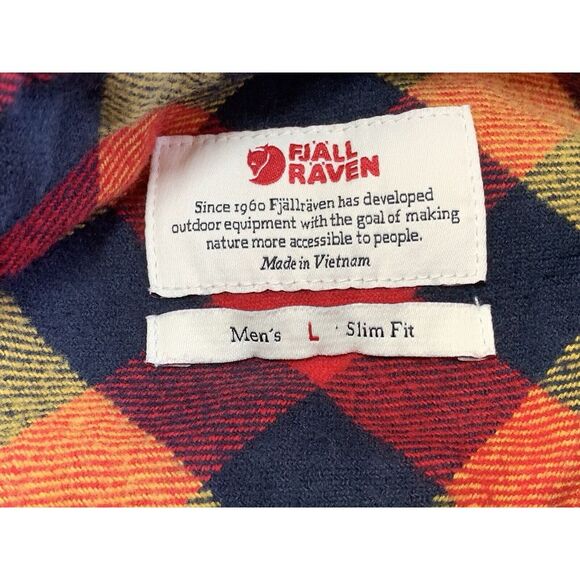 FJÄLL
RÄVEN
Since 1960 Fjällräven has developed
outdoor equipment with the goal of making
nature more accessible to people.
Made in Vietnam
Men's L · Slim Fit